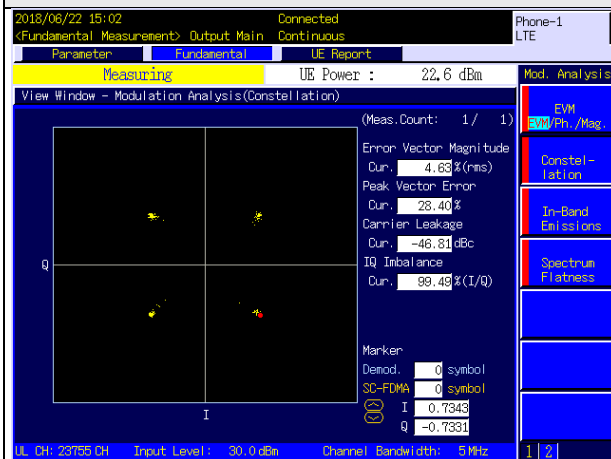 2018/06/22 15:02 Connected Phone-1
<Fundamental Measurement> Output Main Continuous LTE
Parameter Fundamental UE Report
Measuring UE Power : 22.6 dBm Mod. Analysis
View Window - Modulation Analysis(Constellation)
(Meas.Count: 1/ 1)
EVM
EVM/Ph./Mag.
Error Vector Magnitude
Cur. 4.63 %(rms)
Constel-
lation
Peak Vector Error
Cur. 28.40 %
Carrier Leakage
In-Band
Emissions
Cur. -46.81 dBc
Q IQ Imbalance
Cur. 99.49 %(I/Q)
Spectrum
Flatness
Marker
Demod. 0 symbol
SC-FDMA 0 symbol
I 0.7343
I Q -0.7331
UL CH: 23755 CH Input Level: 30.0 dBm Channel Bandwidth: 5 MHz 1 2